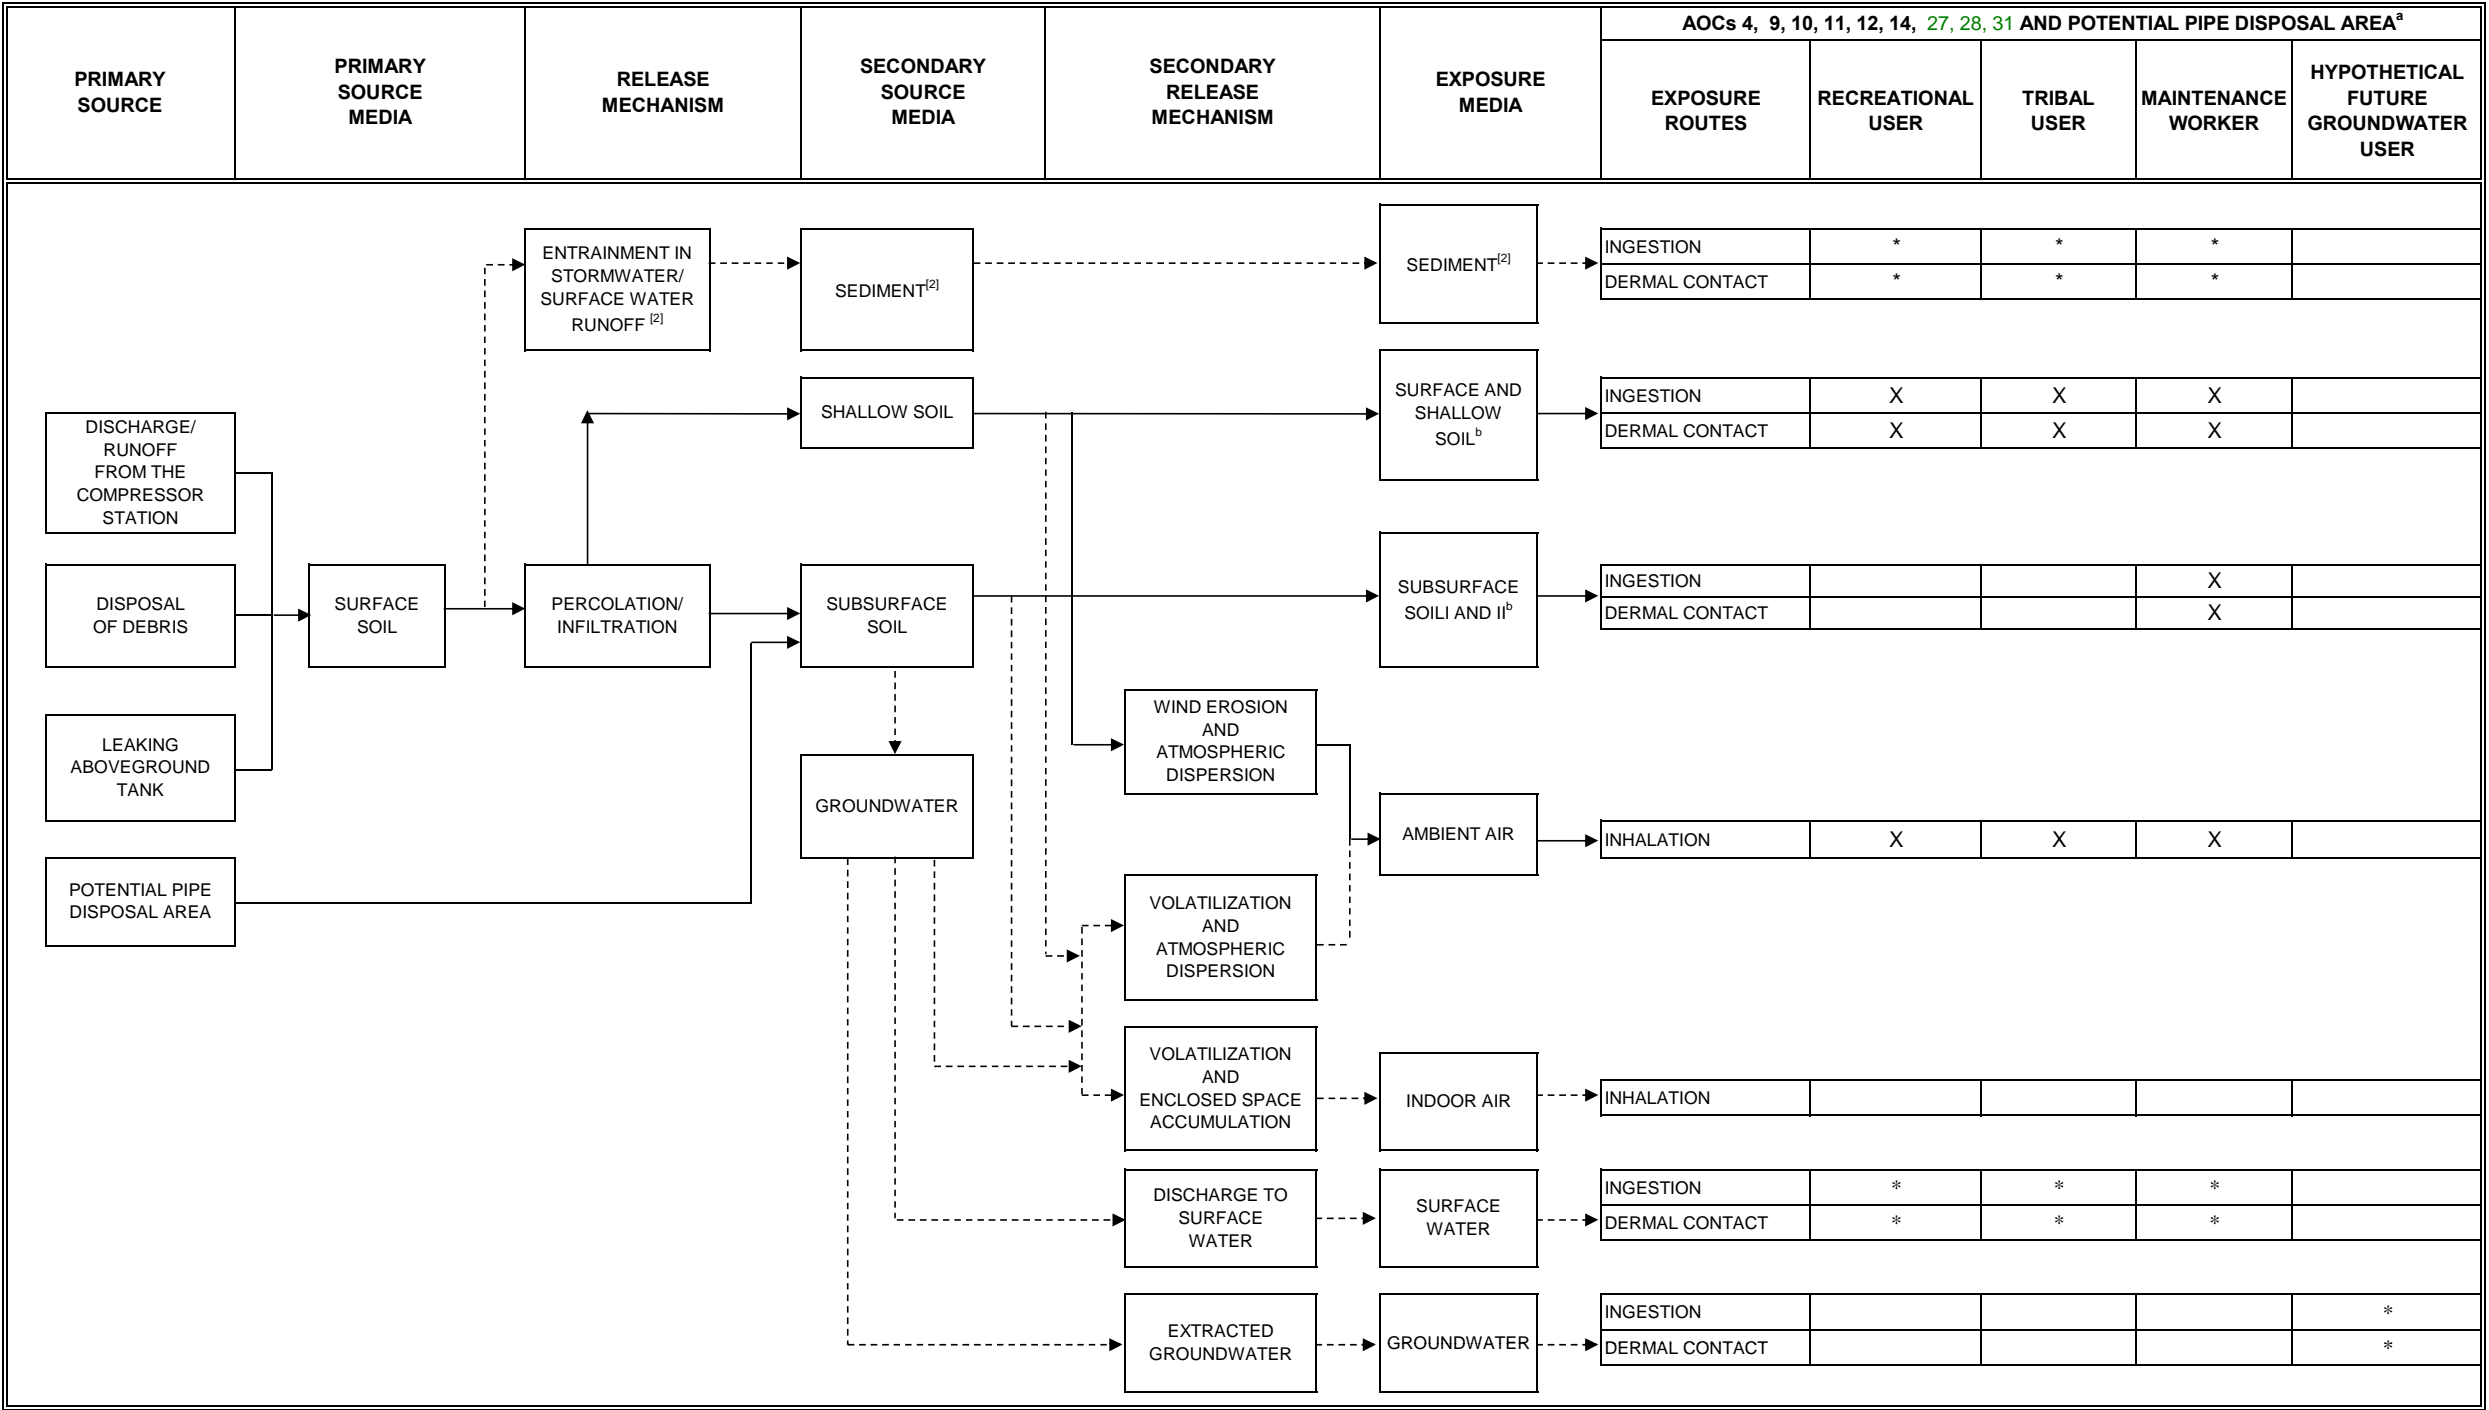 AOCs 4,  9, 10, 11, 12, 14,  27, 28, 31 AND POTENTIAL PIPE DISPOSAL AREAa
PRIMARY
SOURCE
PRIMARY
SOURCE
MEDIA
RELEASE
MECHANISM
SECONDARY
SOURCE
MEDIA
SECONDARY
RELEASE
MECHANISM
EXPOSURE
MEDIA
EXPOSURE
ROUTES
RECREATIONAL
USER
TRIBAL
USER
MAINTENANCE
WORKER
HYPOTHETICAL
FUTURE
GROUNDWATER
USER
ENTRAINMENT IN
STORMWATER/
SURFACE WATER
RUNOFF [2]
SEDIMENT[2]
SEDIMENT[2]
INGESTION * * *
DERMAL CONTACT * * *
SHALLOW SOIL
SURFACE AND
SHALLOW
SOILb
INGESTION X X X
DERMAL CONTACT X X X
DISCHARGE/
RUNOFF
FROM THE
COMPRESSOR
STATION
DISPOSAL
OF DEBRIS
SURFACE
SOIL
PERCOLATION/
INFILTRATION
SUBSURFACE
SOIL
SUBSURFACE
SOILI AND IIb
INGESTION X
DERMAL CONTACT X
LEAKING
ABOVEGROUND
TANK
GROUNDWATER
WIND EROSION
AND
ATMOSPHERIC
DISPERSION
AMBIENT AIR
INHALATION X X X
POTENTIAL PIPE
DISPOSAL AREA
VOLATILIZATION
AND
ATMOSPHERIC
DISPERSION
VOLATILIZATION
AND
ENCLOSED SPACE
ACCUMULATION
INDOOR AIR
INHALATION
DISCHARGE TO
SURFACE
WATER
SURFACE
WATER
INGESTION * * *
DERMAL CONTACT * * *
EXTRACTED
GROUNDWATER
GROUNDWATER
INGESTION *
DERMAL CONTACT *